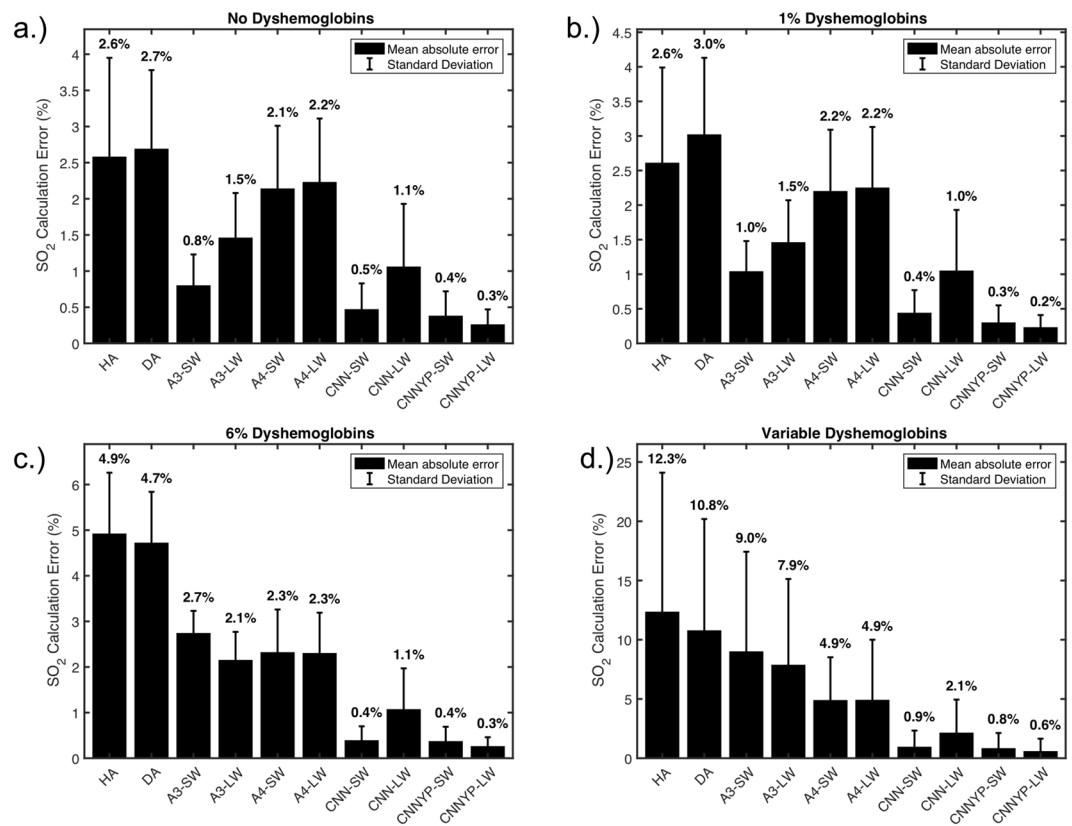 a.)
No Dyshemoglobins
Mean absolute error
Standard Deviation
SO2 Calculation Error (%)
4
3.5
3
2.5
2
1.5
1
0.5
0
2.6%
2.7%
0.8%
1.5%
2.1%
2.2%
0.5%
1.1%
0.4%
0.3%
HA
DA
A3-SW
A3-LW
A4-SW
A4-LW
CNN-SW
CNN-LW
CNNYP-SW
CNNYP-LW
b.)
1% Dyshemoglobins
Mean absolute error
Standard Deviation
SO2 Calculation Error (%)
4.5
4
3.5
3
2.5
2
1.5
1
0.5
0
2.6%
3.0%
1.0%
1.5%
2.2%
2.2%
0.4%
1.0%
0.3%
0.2%
HA
DA
A3-SW
A3-LW
A4-SW
A4-LW
CNN-SW
CNN-LW
CNNYP-SW
CNNYP-LW
c.)
6% Dyshemoglobins
Mean absolute error
Standard Deviation
SO2 Calculation Error (%)
6
5
4
3
2
1
0
4.9%
4.7%
2.7%
2.1%
2.3%
2.3%
0.4%
1.1%
0.4%
0.3%
HA
DA
A3-SW
A3-LW
A4-SW
A4-LW
CNN-SW
CNN-LW
CNNYP-SW
CNNYP-LW
d.)
Variable Dyshemoglobins
Mean absolute error
Standard Deviation
SO2 Calculation Error (%)
25
20
15
10
5
0
12.3%
10.8%
9.0%
7.9%
4.9%
4.9%
0.9%
2.1%
0.8%
0.6%
HA
DA
A3-SW
A3-LW
A4-SW
A4-LW
CNN-SW
CNN-LW
CNNYP-SW
CNNYP-LW